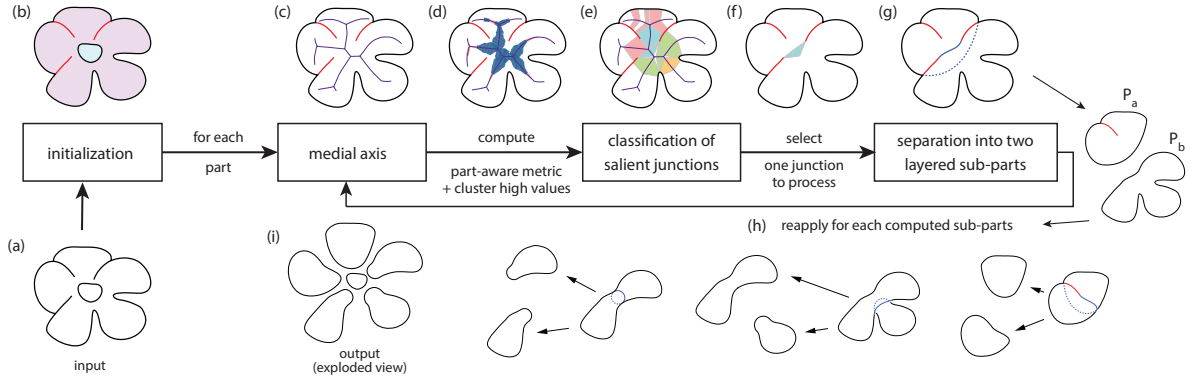 (b)
(c)
(d)
(e)
(f)
(g)
P_a
P_b
initialization
for each
part
medial axis
compute
part-aware metric
+ cluster high values
classification of
salient junctions
select
one junction
to process
separation into two
layered sub-parts
(h)
reapply for each computed sub-parts
(a)
input
(i)
output
(exploded view)